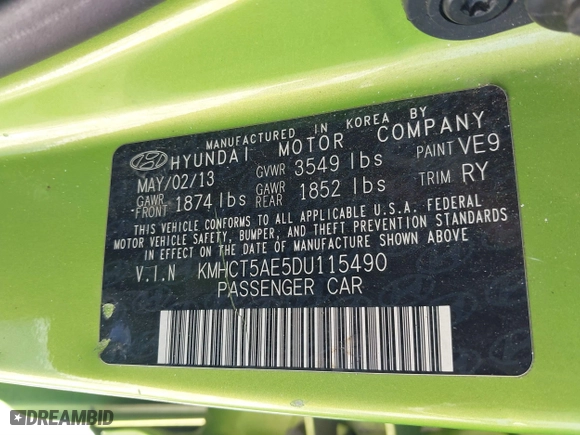 MANUFACTURED IN KOREA BY
HYUNDAI MOTOR COMPANY
MAY/02/13 GVWR 3549 lbs PAINT VE9
GAWR FRONT 1874 lbs GAWR REAR 1852 lbs TRIM RY
THIS VEHICLE CONFORMS TO ALL APPLICABLE U.S.A. FEDERAL
MOTOR VEHICLE SAFETY, BUMPER, AND THEFT PREVENTION STANDARDS
IN EFFECT ON THE DATE OF MANUFACTURE SHOWN ABOVE
V.I.N KMHCT5AE5DU115490
PASSENGER CAR
DREAMBID